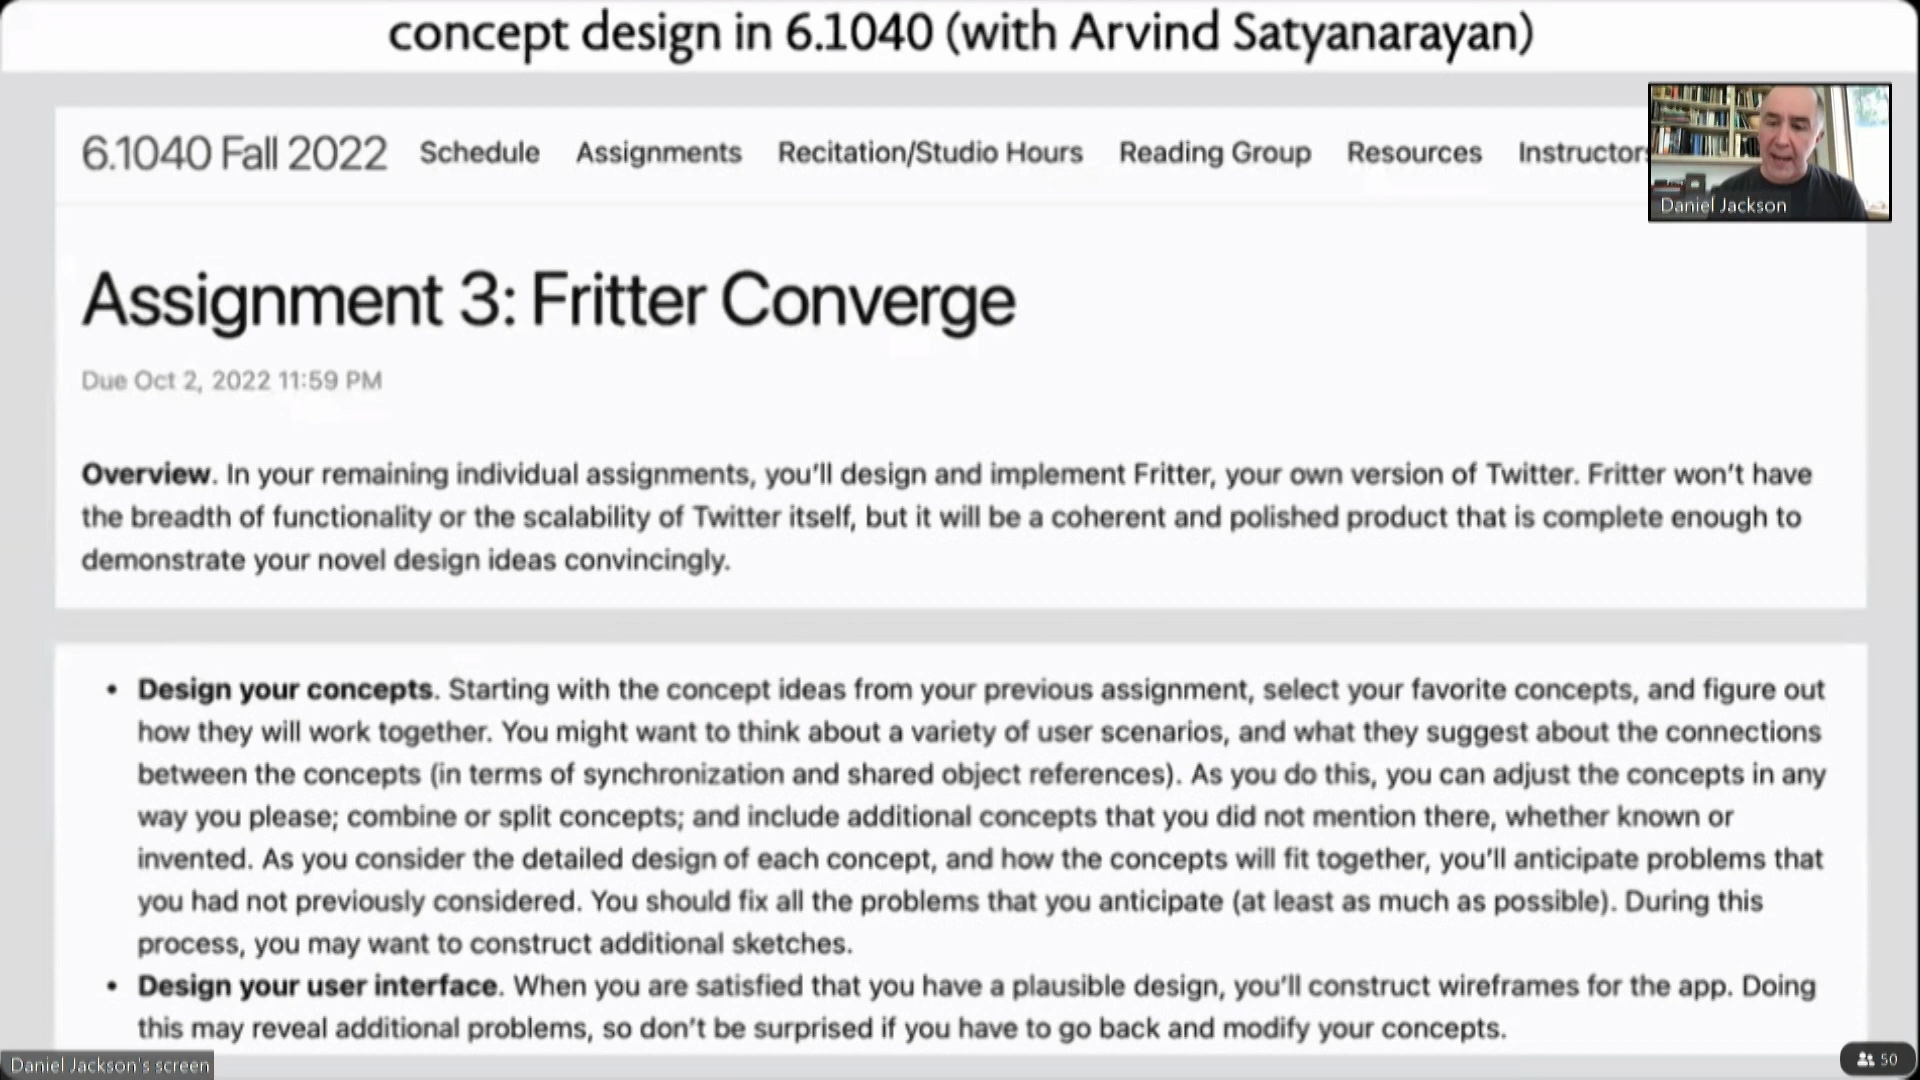 concept design in 6.1040 (with Arvind Satyanarayan)
6.1040 Fall 2022 Schedule Assignments Recitation/Studio Hours Reading Group Resources Instructors
Daniel Jackson
Assignment 3: Fritter Converge
Due Oct 2, 2022 11:59 PM
Overview. In your remaining individual assignments, you'll design and implement Fritter, your own version of Twitter. Fritter won't have
the breadth of functionality or the scalability of Twitter itself, but it will be a coherent and polished product that is complete enough to
demonstrate your novel design ideas convincingly.
• Design your concepts. Starting with the concept ideas from your previous assignment, select your favorite concepts, and figure out
how they will work together. You might want to think about a variety of user scenarios, and what they suggest about the connections
between the concepts (in terms of synchronization and shared object references). As you do this, you can adjust the concepts in any
way you please; combine or split concepts; and include additional concepts that you did not mention there, whether known or
invented. As you consider the detailed design of each concept, and how the concepts will fit together, you'll anticipate problems that
you had not previously considered. You should fix all the problems that you anticipate (at least as much as possible). During this
process, you may want to construct additional sketches.
• Design your user interface. When you are satisfied that you have a plausible design, you'll construct wireframes for the app. Doing
this may reveal additional problems, so don't be surprised if you have to go back and modify your concepts.
Daniel Jackson's screen
50